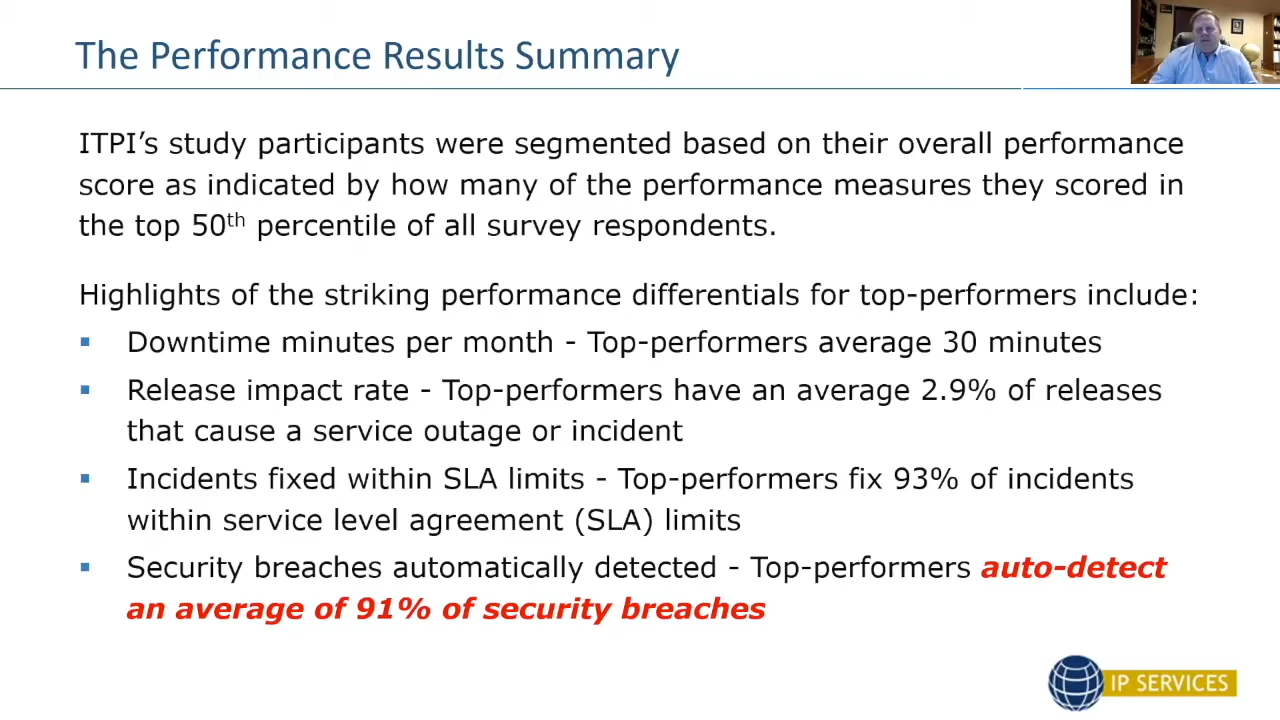 The Performance Results Summary
ITPI’s study participants were segmented based on their overall performance
score as indicated by how many of the performance measures they scored in
the top 50th percentile of all survey respondents.
Highlights of the striking performance differentials for top-performers include:
▪ Downtime minutes per month - Top-performers average 30 minutes
▪ Release impact rate - Top-performers have an average 2.9% of releases
that cause a service outage or incident
▪ Incidents fixed within SLA limits - Top-performers fix 93% of incidents
within service level agreement (SLA) limits
▪ Security breaches automatically detected - Top-performers auto-detect
an average of 91% of security breaches
IP SERVICES